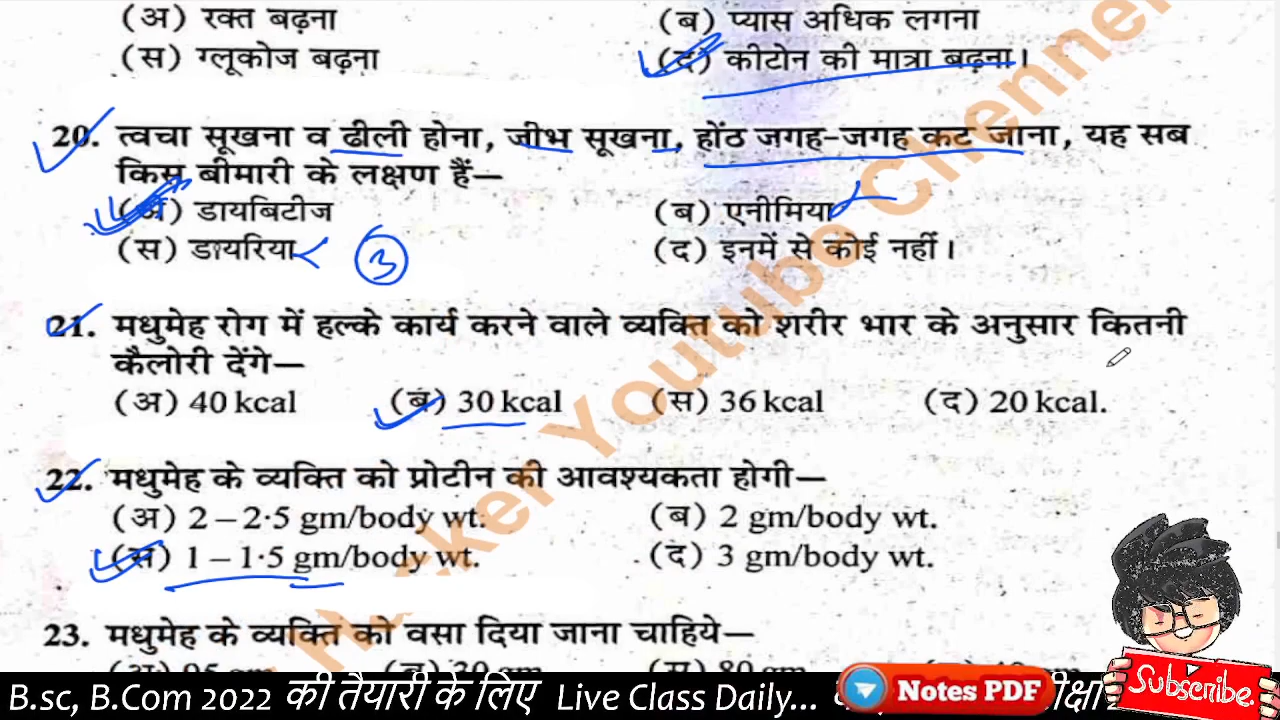 (अ) रक्त बढ़ना (ब) प्यास अधिक लगना
(स) ग्लूकोज बढ़ना (द) कीटोन की मात्रा बढ़ना।
20. त्वचा सूखना व ढीली होना, जीभ सूखना, होंठ जगह-जगह कट जाना, यह सब
किस बीमारी के लक्षण हैं—
(अ) डायबिटीज (ब) एनीमिया
(स) डायरिया (द) इनमें से कोई नहीं।
3
21. मधुमेह रोग में हल्के कार्य करने वाले व्यक्ति को शरीर भार के अनुसार कितनी
कैलोरी देंगे—
(अ) 40 kcal (ब) 30 kcal (स) 36 kcal (द) 20 kcal.
22. मधुमेह के व्यक्ति को प्रोटीन की आवश्यकता होगी—
(अ) 2 – 2·5 gm/body wt. (ब) 2 gm/body wt.
(स) 1 – 1·5 gm/body wt. (द) 3 gm/body wt.
23. मधुमेह के व्यक्ति को वसा दिया जाना चाहिये—
Youtube Chennel
B.sc, B.Com 2022 की तैयारी के लिए Live Class Daily...
Notes PDF
Subscribe.